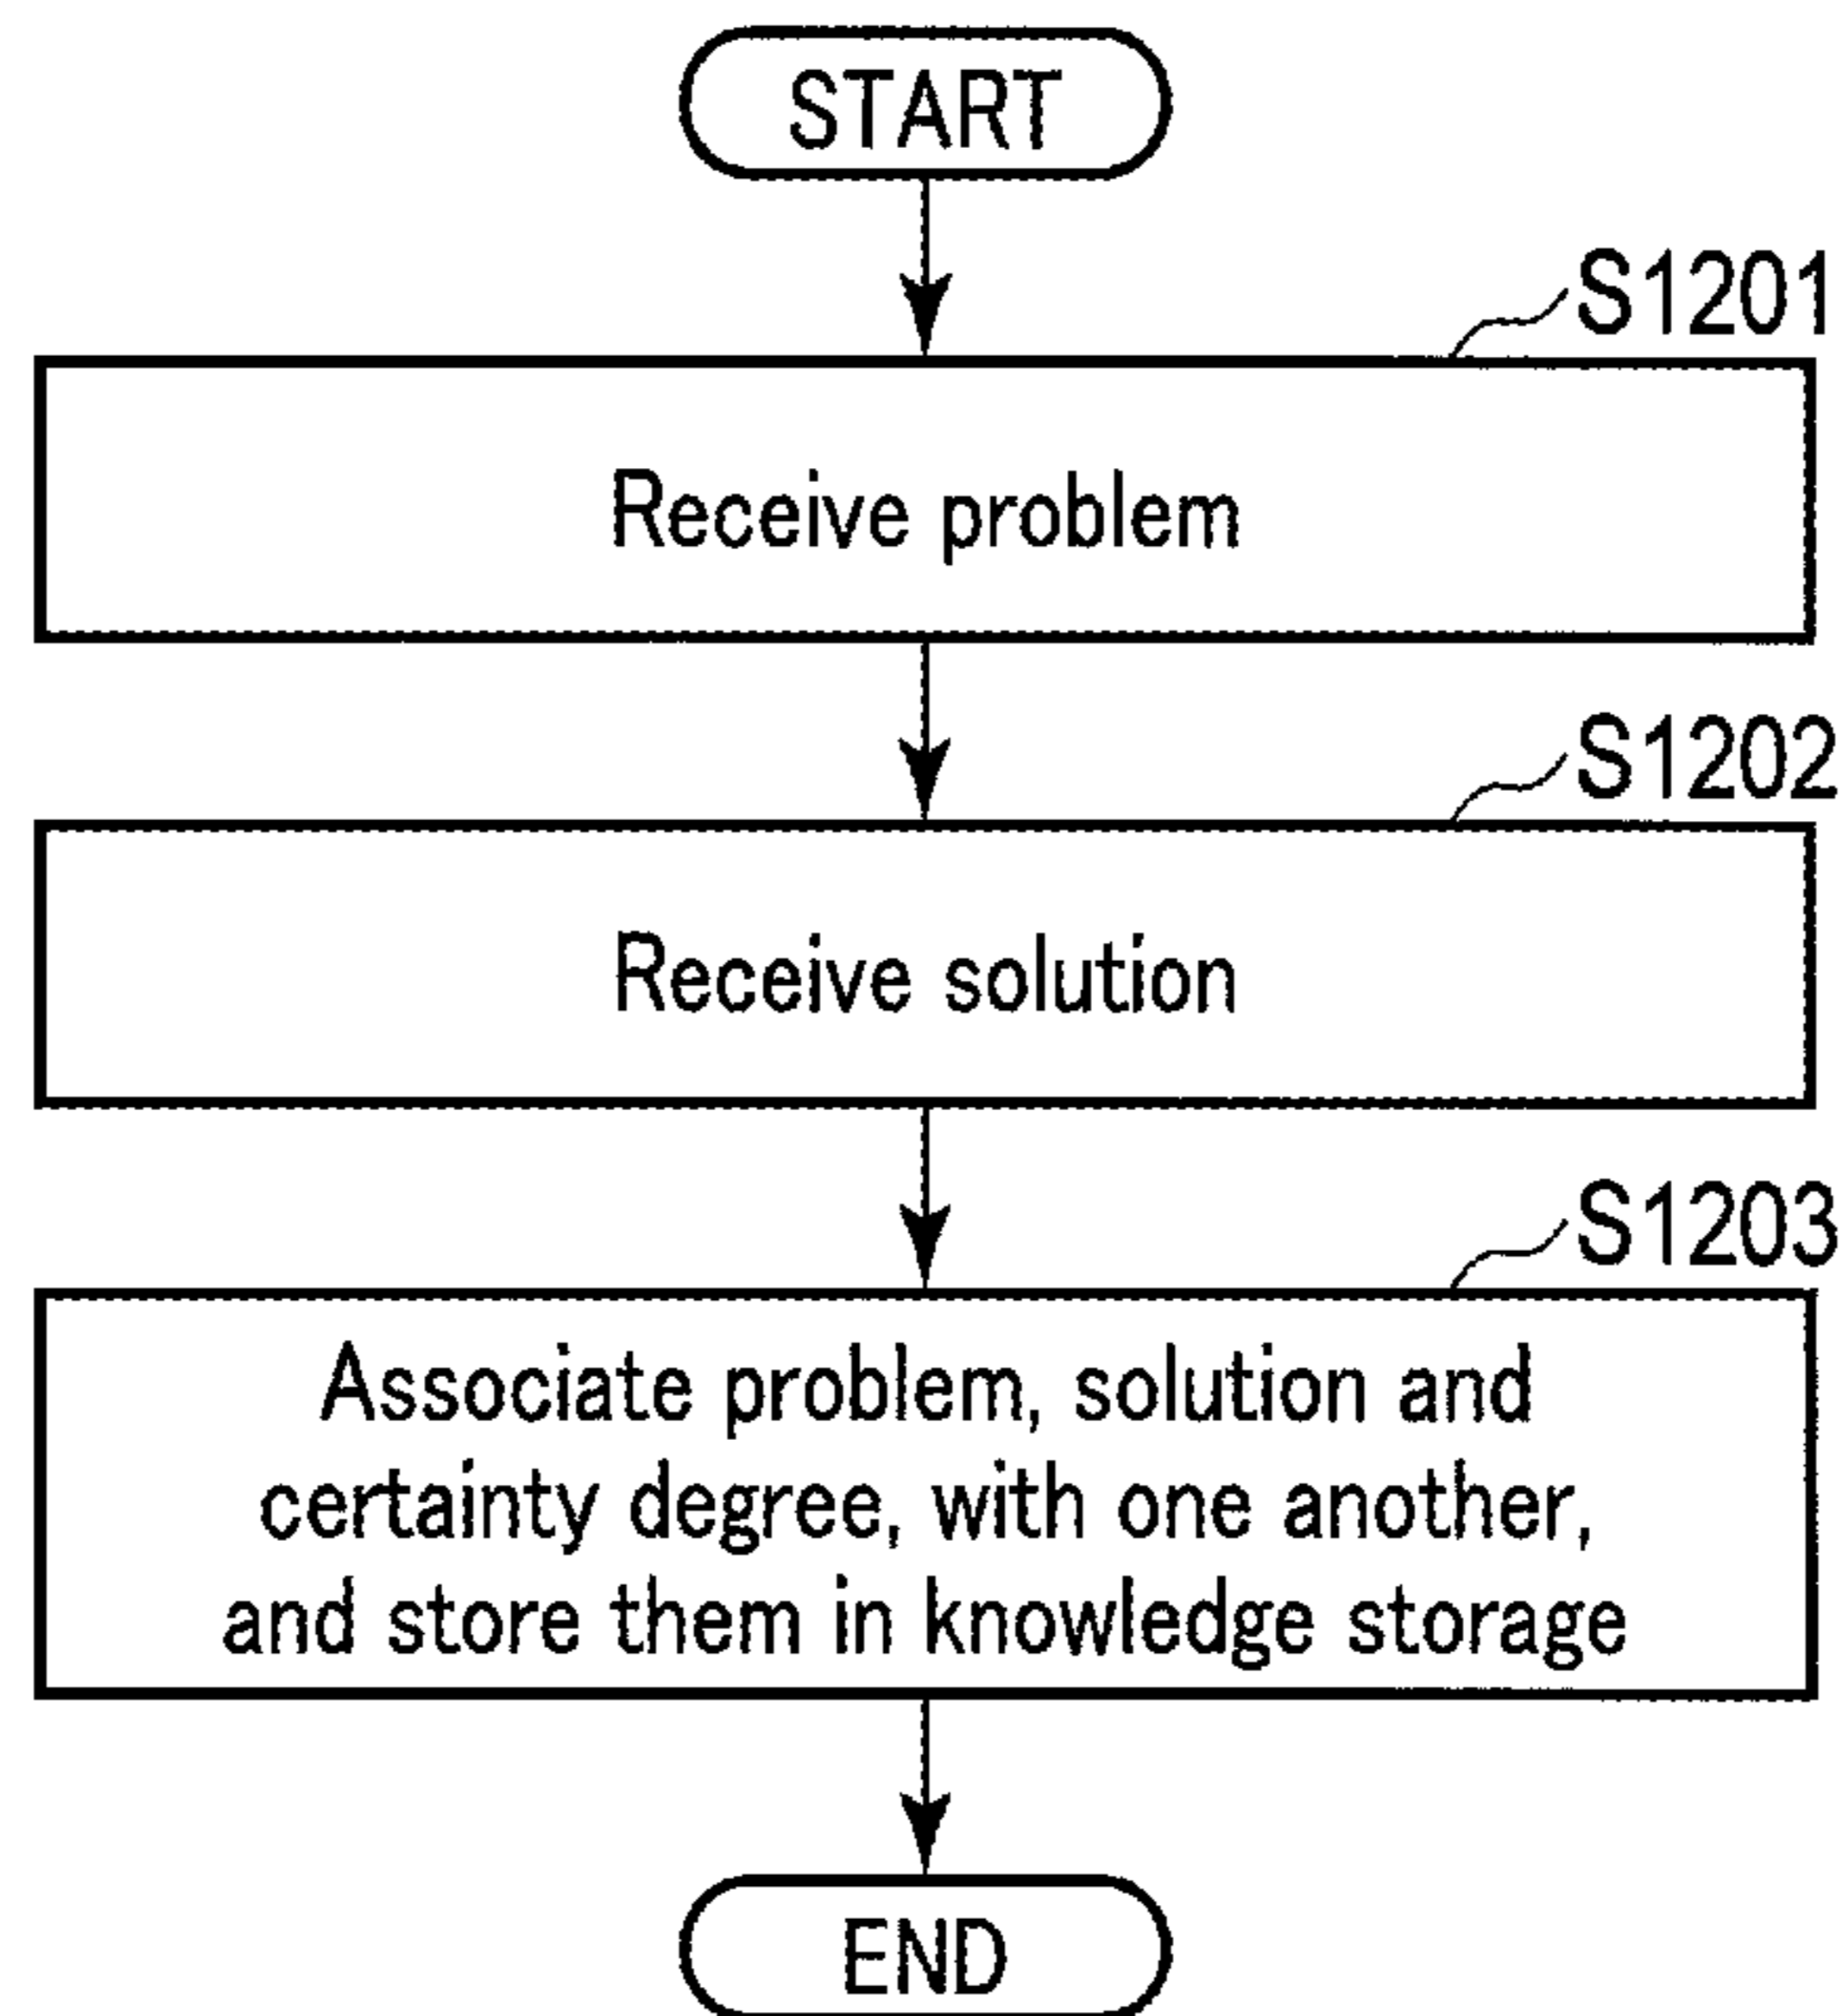 START
S1201
Receive problem
S1202
Receive solution
S1203
Associate problem, solution and
certainty degree, with one another,
and store them in knowledge storage
END